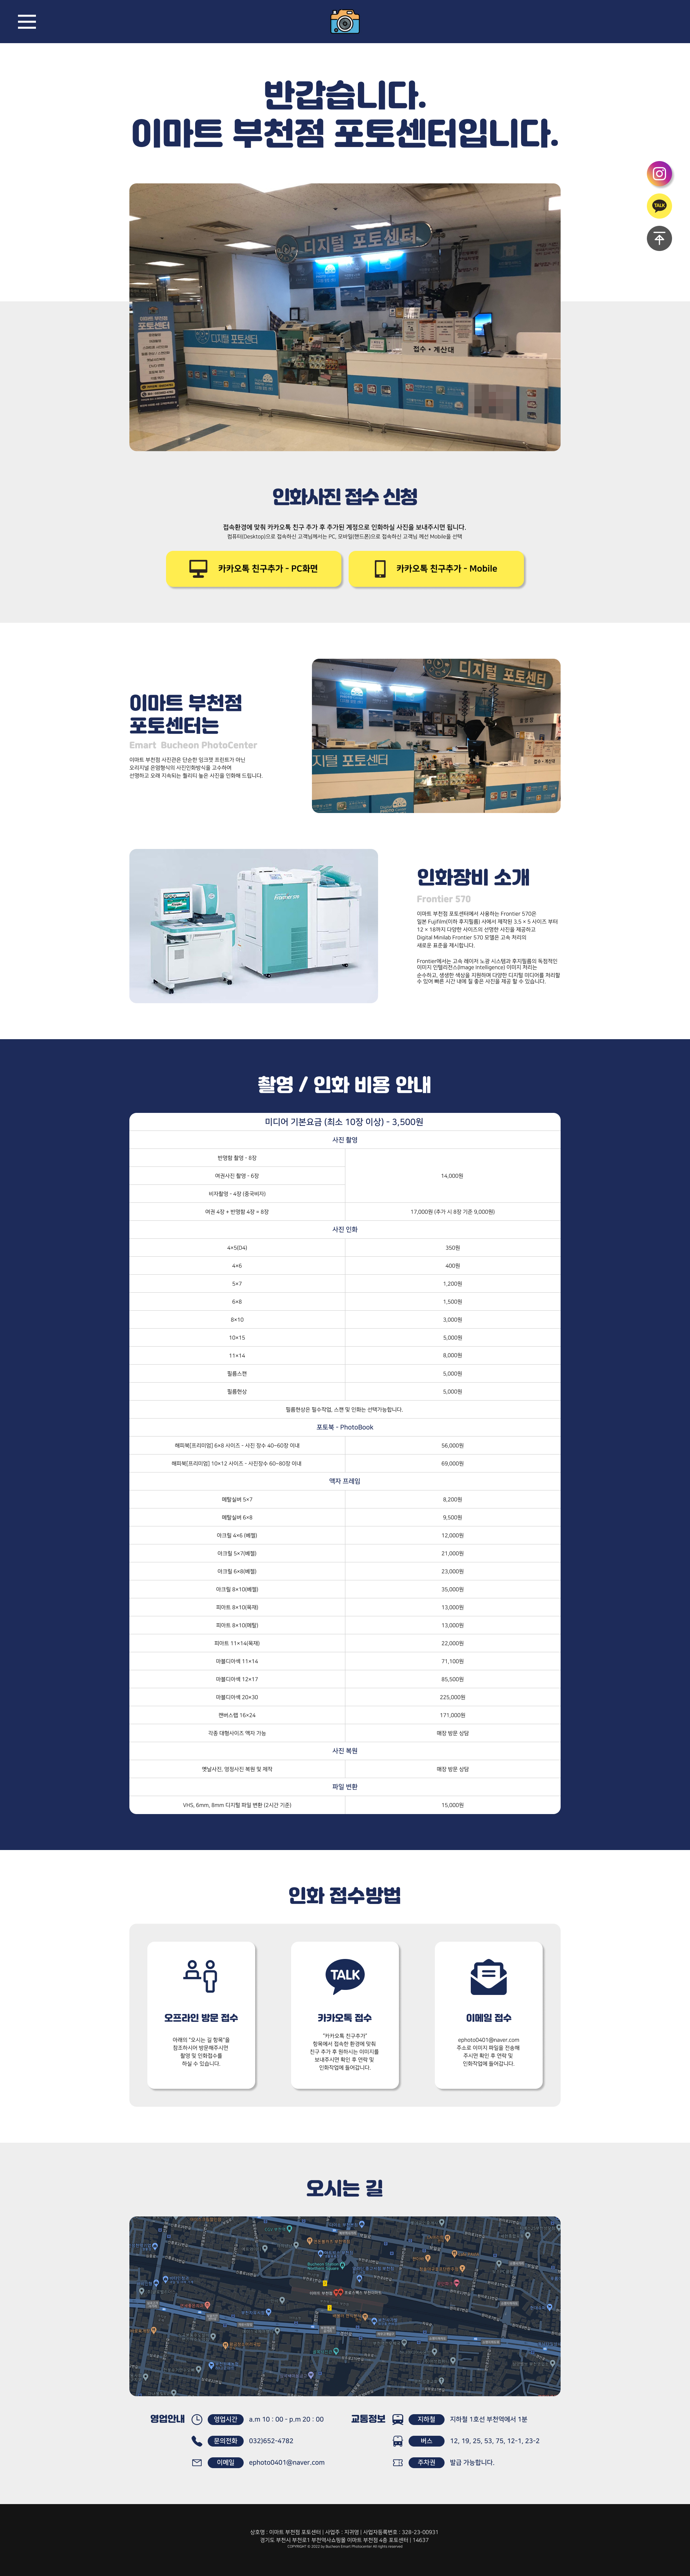 반갑습니다.
이마트 부천점 포토센터입니다.
TALK
디지털 포토센터
이마트 부천점
포토센터
디지털 포토센터
접수 • 계산대
인화사진 접수 신청
접속환경에 맞춰 카카오톡 친구 추가 후 추가된 계정으로 인화하실 사진을 보내주시면 됩니다.
컴퓨터(Desktop)으로 접속하신 고객님께서는 PC, 모바일(핸드폰)으로 접속하신 고객님 께선 Mobile을 선택
카카오톡 친구추가 - PC화면
카카오톡 친구추가 - Mobile
이마트 부천점
포토센터는
Emart Bucheon PhotoCenter
이마트 부천점 사진관은 단순한 잉크젯 프린트가 아닌
오리지널 은염형식의 사진인화방식을 고수하여
선명하고 오래 지속되는 퀄리티 높은 사진을 인화해 드립니다.
디지털 포토센터
인화장비 소개
Frontier 570
이마트 부천점 포토센터에서 사용하는 Frontier 570은
일본 FujiFilm(이하 후지필름) 사에서 제작된 3.5 × 5 사이즈 부터
12 × 18까지 다양한 사이즈의 선명한 사진을 제공하고
Digital Minilab Frontier 570 모델은 고속 처리의
새로운 표준을 제시합니다.
Frontier에서는 고속 레이저 노광 시스템과 후지필름의 독점적인
이미지 인텔리전스(Image Intelligence) 이미지 처리는
순수하고, 생생한 색상을 지원하며 다양한 디지털 미디어를 처리할
수 있어 빠른 시간 내에 질 좋은 사진을 제공 할 수 있습니다.
촬영 / 인화 비용 안내
미디어 기본요금 (최소 10장 이상) - 3,500원
사진 촬영
반명함 촬영 - 8장
여권사진 촬영 - 6장
14,000원
비자촬영 - 4장 (중국비자)
여권 4장 + 반명함 4장 = 8장
17,000원 (추가 시 8장 기준 9,000원)
사진 인화
4×5(D4)
350원
4×6
400원
5×7
1,200원
6×8
1,500원
8×10
3,000원
10×15
5,000원
11×14
8,000원
필름스캔
5,000원
필름현상
5,000원
필름현상은 필수작업, 스캔 및 인화는 선택가능합니다.
포토북 - PhotoBook
해피북[프리미엄] 6×8 사이즈 - 사진 장수 40~60장 이내
56,000원
해피북[프리미엄] 10×12 사이즈 - 사진장수 60~80장 이내
69,000원
액자 프레임
메탈실버 5×7
8,200원
메탈실버 6×8
9,500원
아크릴 4×6 (베젤)
12,000원
아크릴 5×7(베젤)
21,000원
아크릴 6×8(베젤)
23,000원
아크릴 8×10(베젤)
35,000원
피아트 8×10(목재)
13,000원
피아트 8×10(메탈)
13,000원
피아트 11×14(목재)
22,000원
마블디아섹 11×14
71,100원
마블디아섹 12×17
85,500원
마블디아섹 20×30
225,000원
캔버스랩 16×24
171,000원
각종 대형사이즈 액자 가능
매장 방문 상담
사진 복원
옛날사진, 영정사진 복원 및 제작
매장 방문 상담
파일 변환
VHS, 6mm, 8mm 디지털 파일 변환 (2시간 기준)
15,000원
인화 접수방법
TALK
오프라인 방문 접수
카카오톡 접수
이메일 접수
아래의 "오시는 길 항목"을
참조하시어 방문해주시면
촬영 및 인화접수를
하실 수 있습니다.
"카카오톡 친구추가"
항목에서 접속한 환경에 맞춰
친구 추가 후 원하시는 이미지를
보내주시면 확인 후 연락 및
인화작업에 들어갑니다.
ephoto0401@naver.com
주소로 이미지 파일을 전송해
주시면 확인 후 연락 및
인화작업에 들어갑니다.
오시는 길
영업안내
영업시간
a.m 10 : 00 - p.m 20 : 00
문의전화
032)652-4782
이메일
ephoto0401@naver.com
교통정보
지하철
지하철 1호선 부천역에서 1분
버스
12, 19, 25, 53, 75, 12-1, 23-2
주차권
발급 가능합니다.
상호명 : 이마트 부천점 포토센터 | 사업주 : 지귀영 | 사업자등록번호 : 328-23-00931
경기도 부천시 부천로1 부천역사쇼핑몰 이마트 부천점 4층 포토센터 | 14637
COPYRIGHT © 2022 by Bucheon Emart Photocenter All rights reserved.